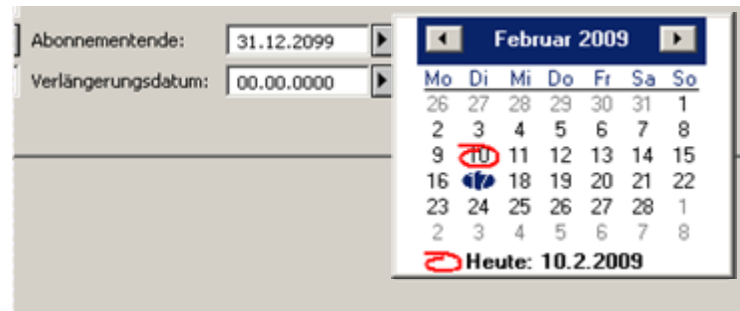 Abonnementende: 31.12.2099
Verlängerungsdatum: 00.00.0000
Februar 2009
Mo Di Mi Do Fr Sa So
26 27 28 29 30 31 1
2 3 4 5 6 7 8
9 10 11 12 13 14 15
16 17 18 19 20 21 22
23 24 25 26 27 28 1
2 3 4 5 6 7 8
Heute: 10.2.2009